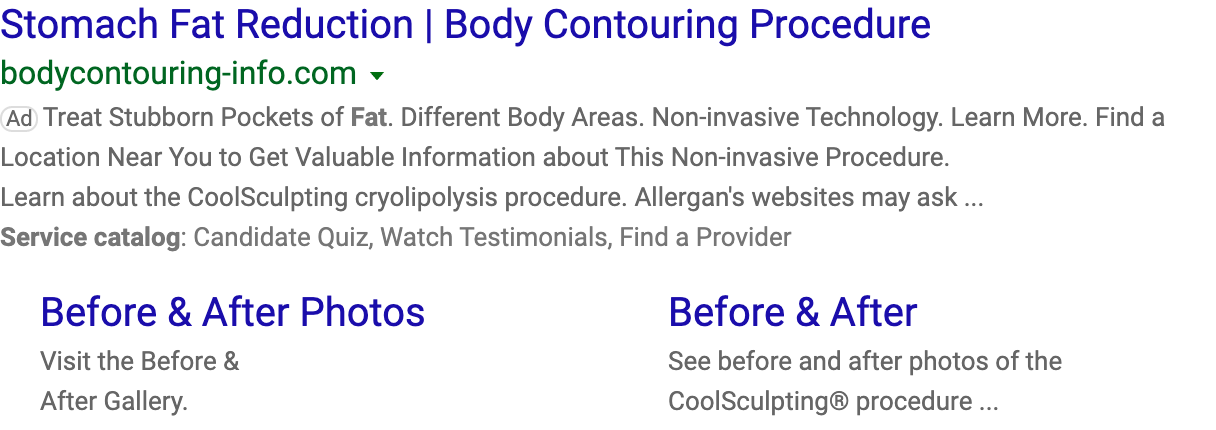 Stomach Fat Reduction | Body Contouring Procedure
bodycontouring-info.com
Ad Treat Stubborn Pockets of Fat. Different Body Areas. Non-invasive Technology. Learn More. Find a
Location Near You to Get Valuable Information about This Non-invasive Procedure.
Learn about the CoolSculpting cryolipolysis procedure. Allergan's websites may ask ...
Service catalog: Candidate Quiz, Watch Testimonials, Find a Provider
Before & After Photos
Visit the Before &
After Gallery.
Before & After
See before and after photos of the
CoolSculpting® procedure ...